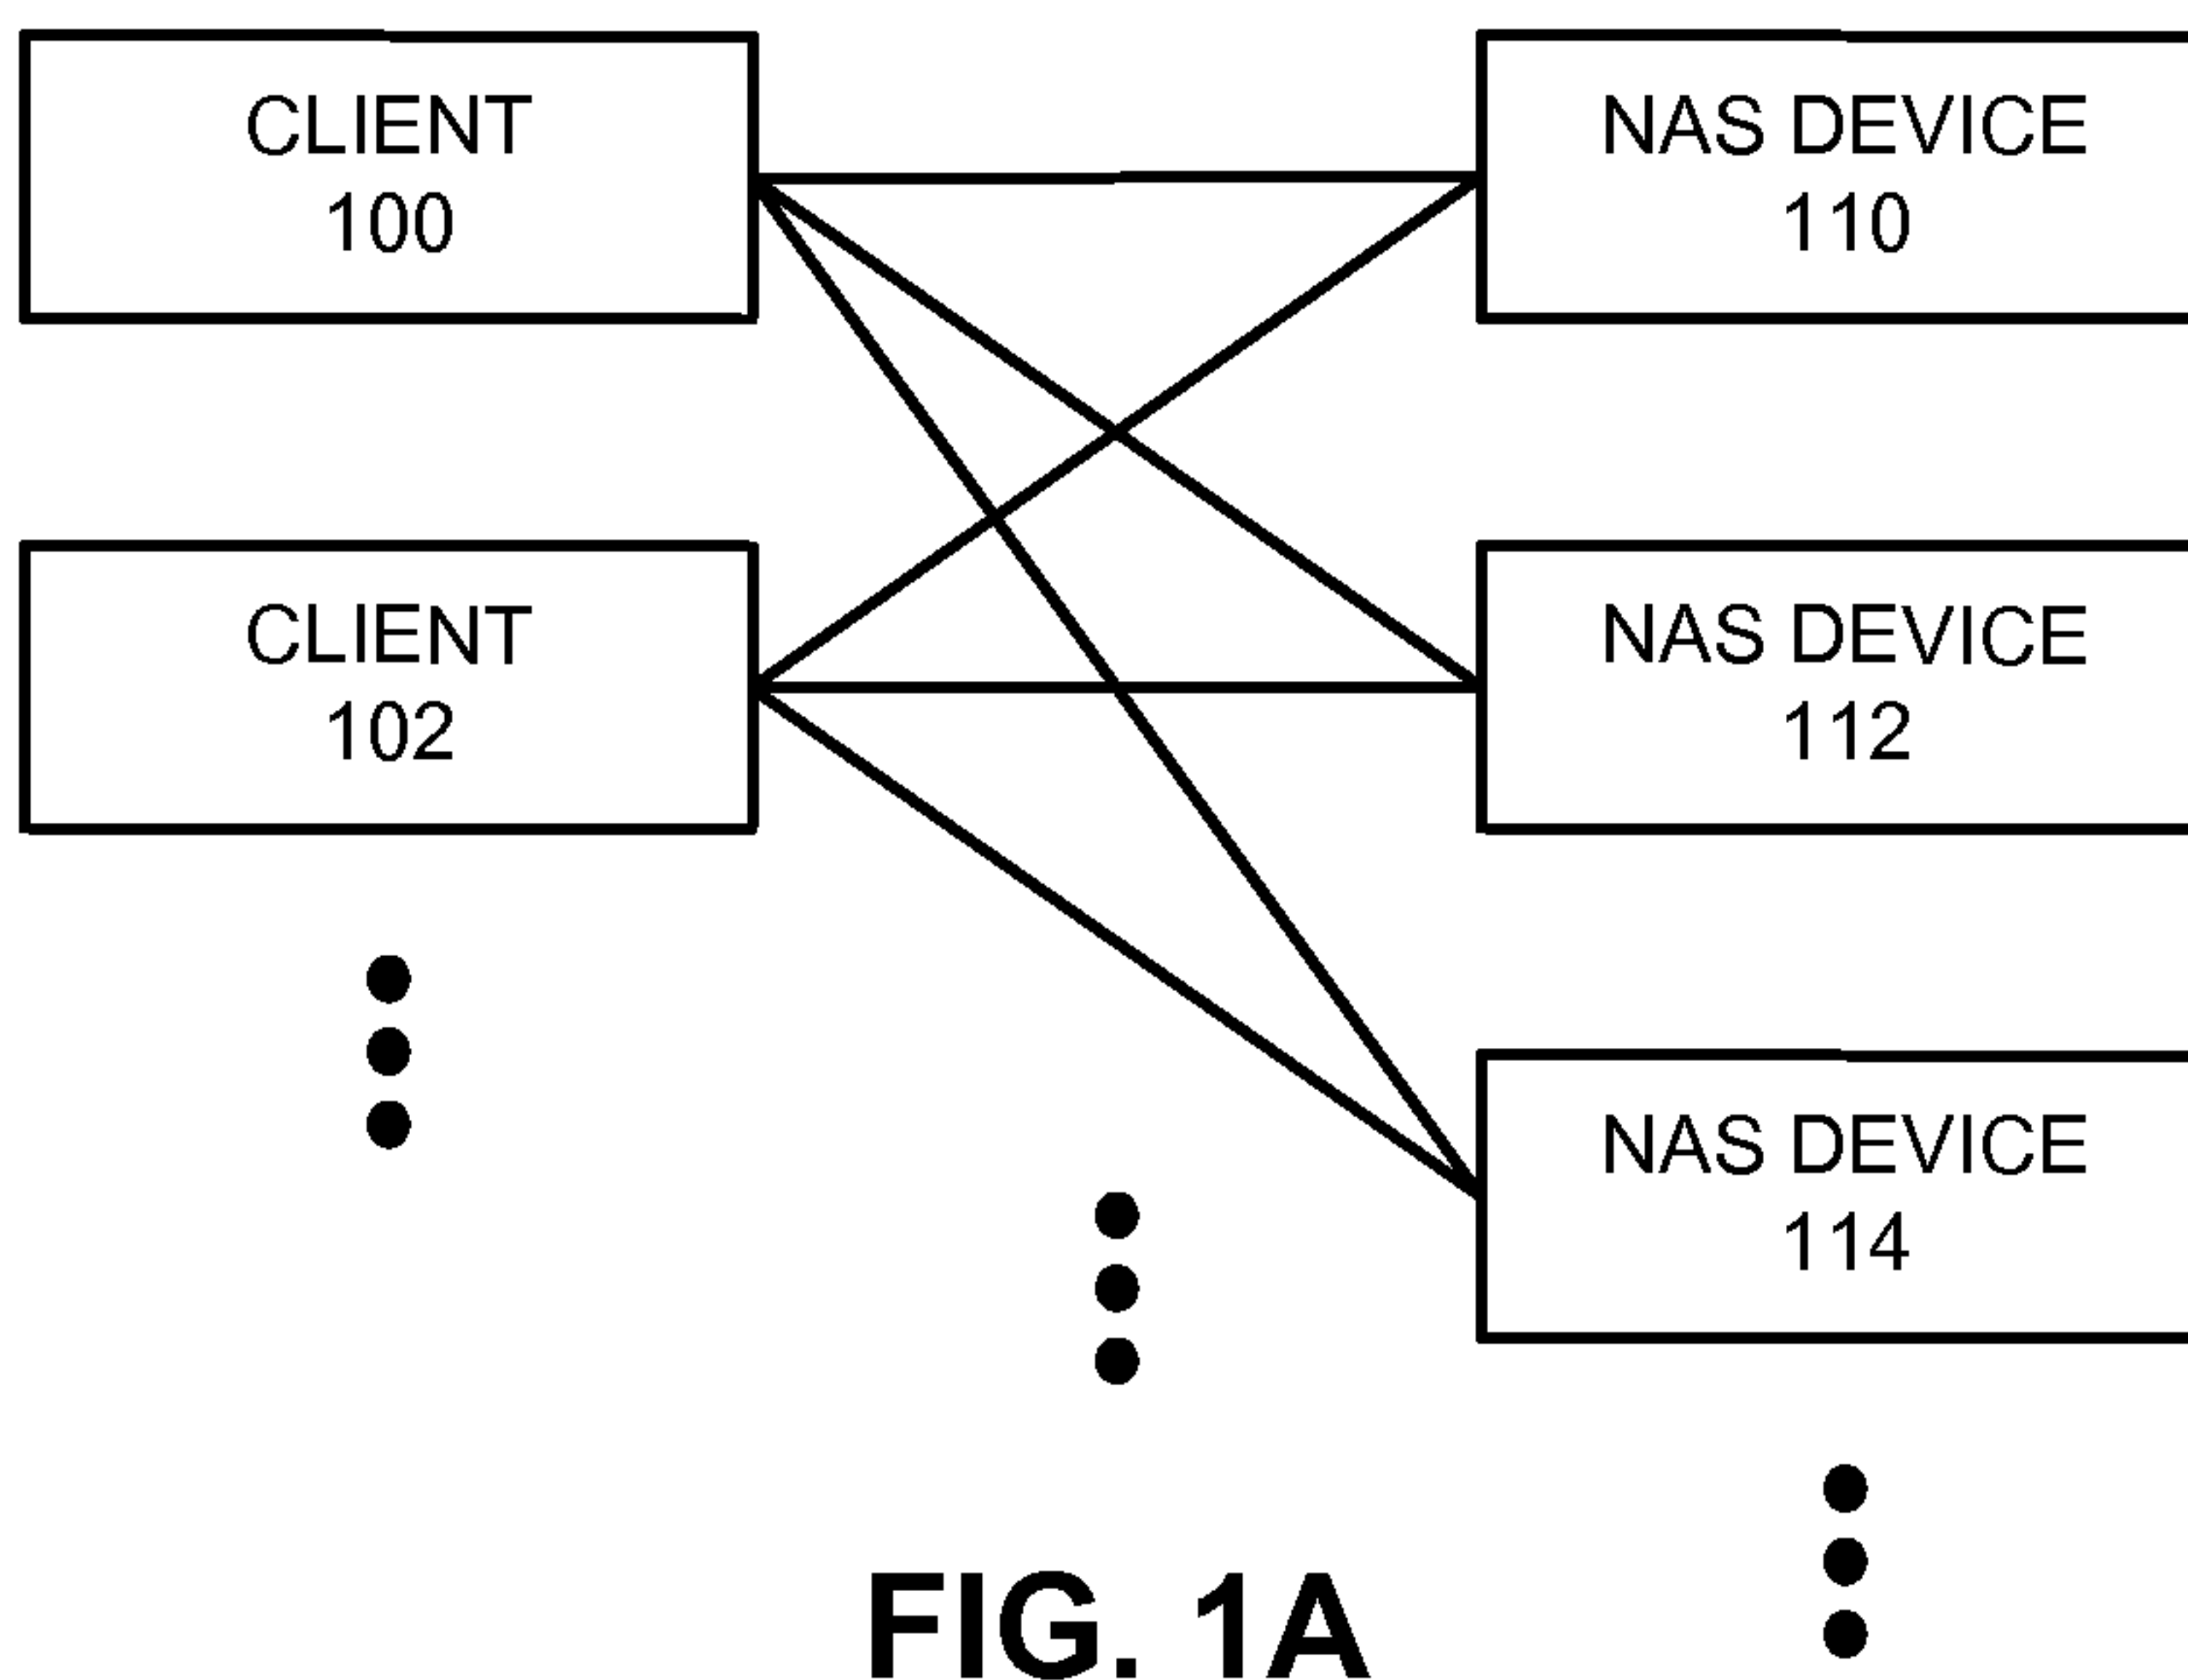 CLIENT
100
NAS DEVICE
110
CLIENT
102
NAS DEVICE
112
NAS DEVICE
114
FIG. 1A